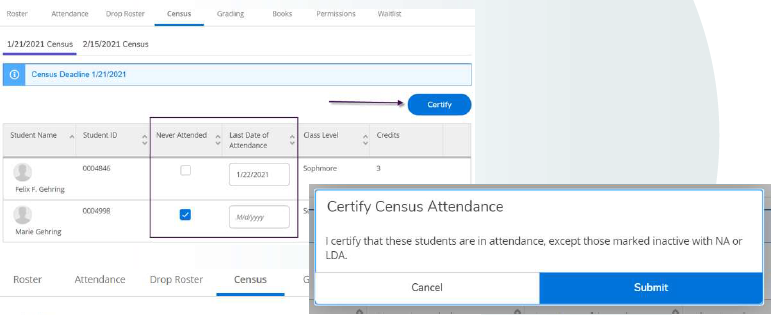 Roster Attendance Drop Roster Census Grading Books Permissions Waitlist
1/21/2021 Census 2/15/2021 Census
Census Deadline 1/21/2021
Certify
Student Name Student ID Never Attended Last Date of Attendance Class Level Credits
Felix F. Gehring 0004846 1/22/2021 Sophmore 3
Marie Gehring 0004998 M/d/yyyy
Certify Census Attendance
I certify that these students are in attendance, except those marked inactive with NA or
LDA.
Cancel Submit
Roster Attendance Drop Roster Census